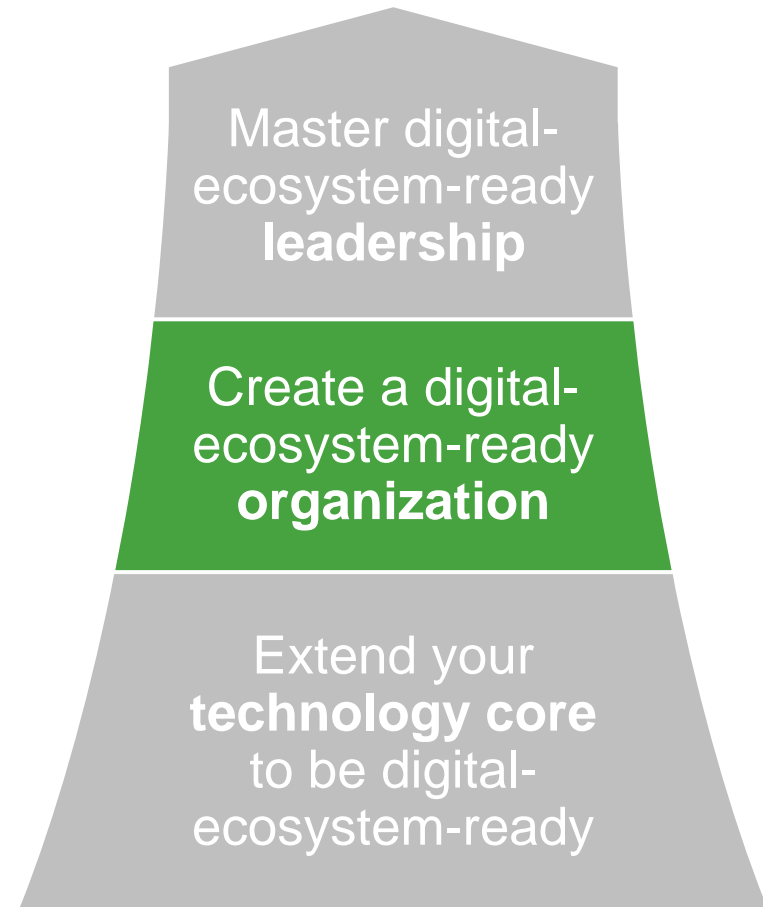 Master digital-
ecosystem-ready
leadership
Create a digital-
ecosystem-ready
organization
Extend your
technology core
to be digital-
ecosystem-ready